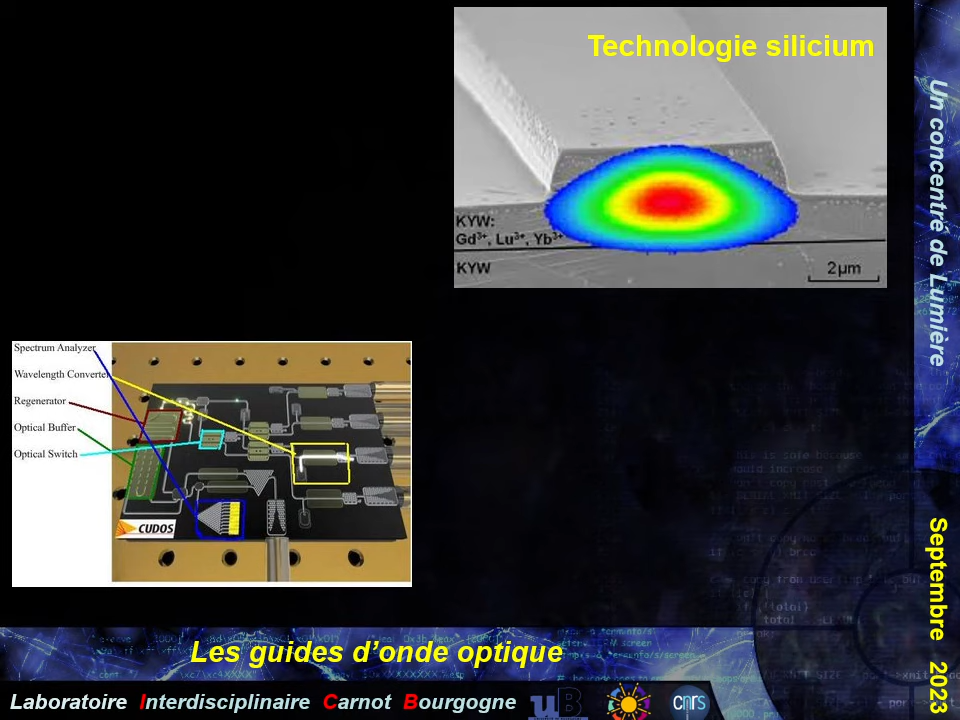 Technologie silicium
KYW:
Gd³⁺, Lu³⁺, Yb³⁺
KYW
2µm
Spectrum Analyzer
Wavelength Converter
Regenerator
Optical Buffer
Optical Switch
CUDOS
Un concentré de Lumière
Septembre 2023
Les guides d’onde optique
Laboratoire Interdisciplinaire Carnot Bourgogne
uB
cnrs